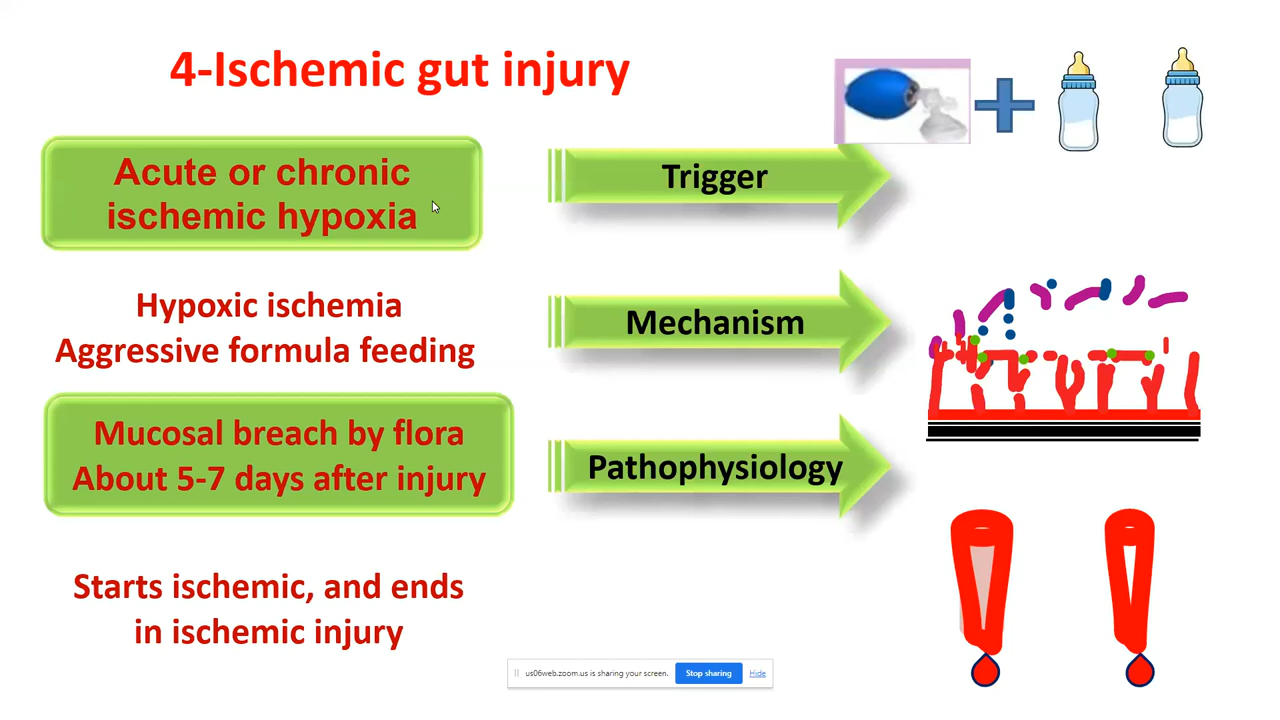 4-Ischemic gut injury
Acute or chronic
ischemic hypoxia
Trigger
Hypoxic ischemia
Aggressive formula feeding
Mechanism
Mucosal breach by flora
About 5-7 days after injury
Pathophysiology
Starts ischemic, and ends
in ischemic injury
us06web.zoom.us is sharing your screen. Stop sharing Hide